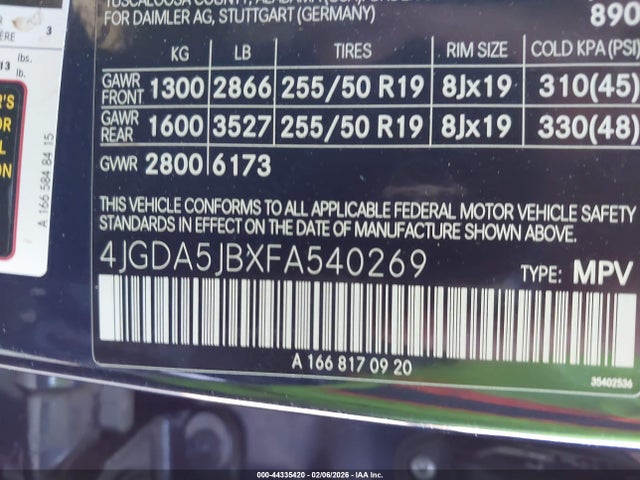 FOR DAIMLER AG, STUTTGART (GERMANY)
890
KG LB TIRES RIM SIZE COLD KPA(PSI)
GAWR FRONT 1300 2866 255/50 R19 8Jx19 310(45)
GAWR REAR 1600 3527 255/50 R19 8Jx19 330(48)
GVWR 2800 6173
THIS VEHICLE CONFORMS TO ALL APPLICABLE FEDERAL MOTOR VEHICLE SAFETY
STANDARDS IN EFFECT ON THE DATE OF MANUFACTURE SHOWN ABOVE.
4JGDA5JBXFA540269 TYPE: MPV
A 166 817 09 20
35402536
3
lbs.
13 lb.
A 166 584 84 15
000-44335420 - 02/06/2026 - IAA Inc.